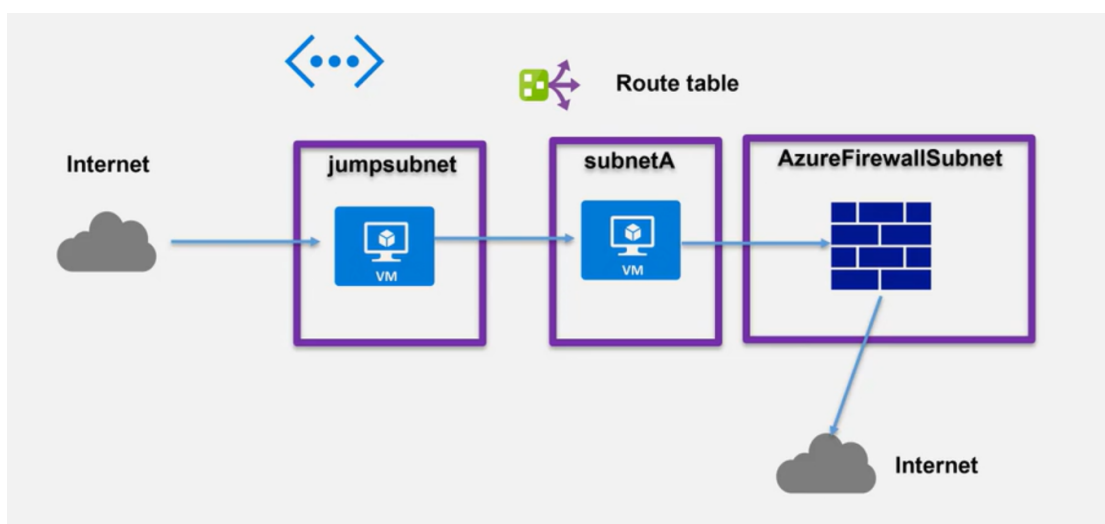 Route table
Internet
jumpsubnet
subnetA
AzureFirewallSubnet
VM
VM
Internet